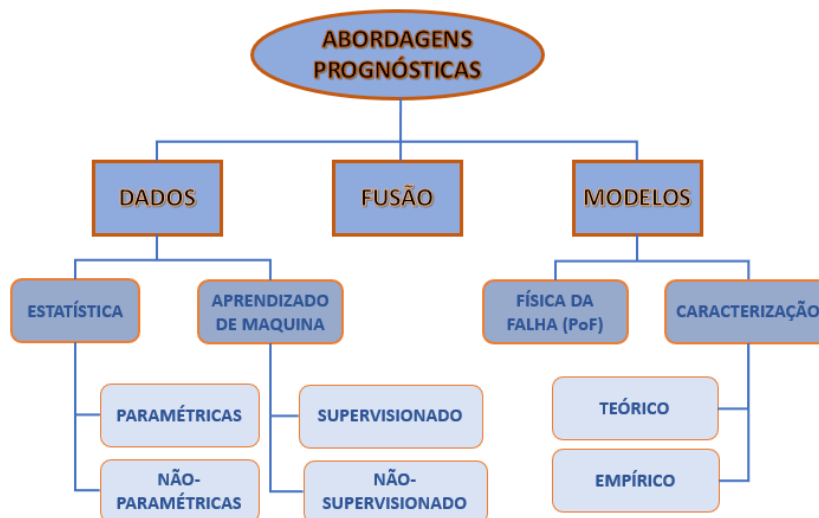 ABORDAGENS
PROGNÓSTICAS
DADOS
FUSÃO
MODELOS
ESTATÍSTICA
APRENDIZADO
DE MAQUINA
FÍSICA DA
FALHA (PoF)
CARACTERIZAÇÃO
PARAMÉTRICAS
SUPERVISIONADO
TEÓRICO
NÃO-
PARAMÉTRICAS
NÃO-
SUPERVISIONADO
EMPÍRICO